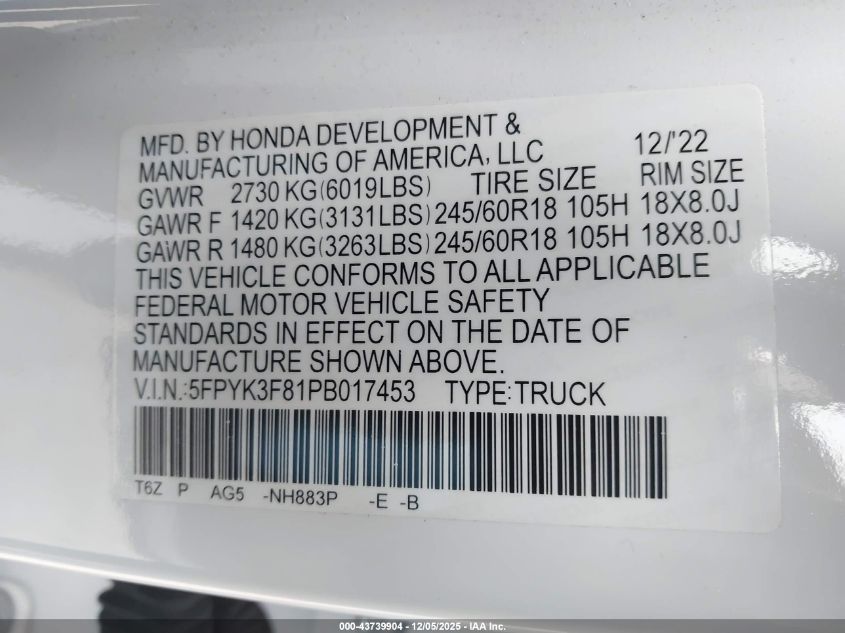 MFD. BY HONDA DEVELOPMENT &
MANUFACTURING OF AMERICA, LLC 12/'22
GVWR 2730 KG(6019LBS) TIRE SIZE RIM SIZE
GAWR F 1420 KG(3131LBS) 245/60R18 105H 18X8.0J
GAWR R 1480 KG(3263LBS) 245/60R18 105H 18X8.0J
THIS VEHICLE CONFORMS TO ALL APPLICABLE
FEDERAL MOTOR VEHICLE SAFETY
STANDARDS IN EFFECT ON THE DATE OF
MANUFACTURE SHOWN ABOVE.
V.I.N.:5FPYK3F81PB017453 TYPE:TRUCK
T6Z P AG5 -NH883P -E -B
000-43739904 - 12/05/2025 - IAA Inc.